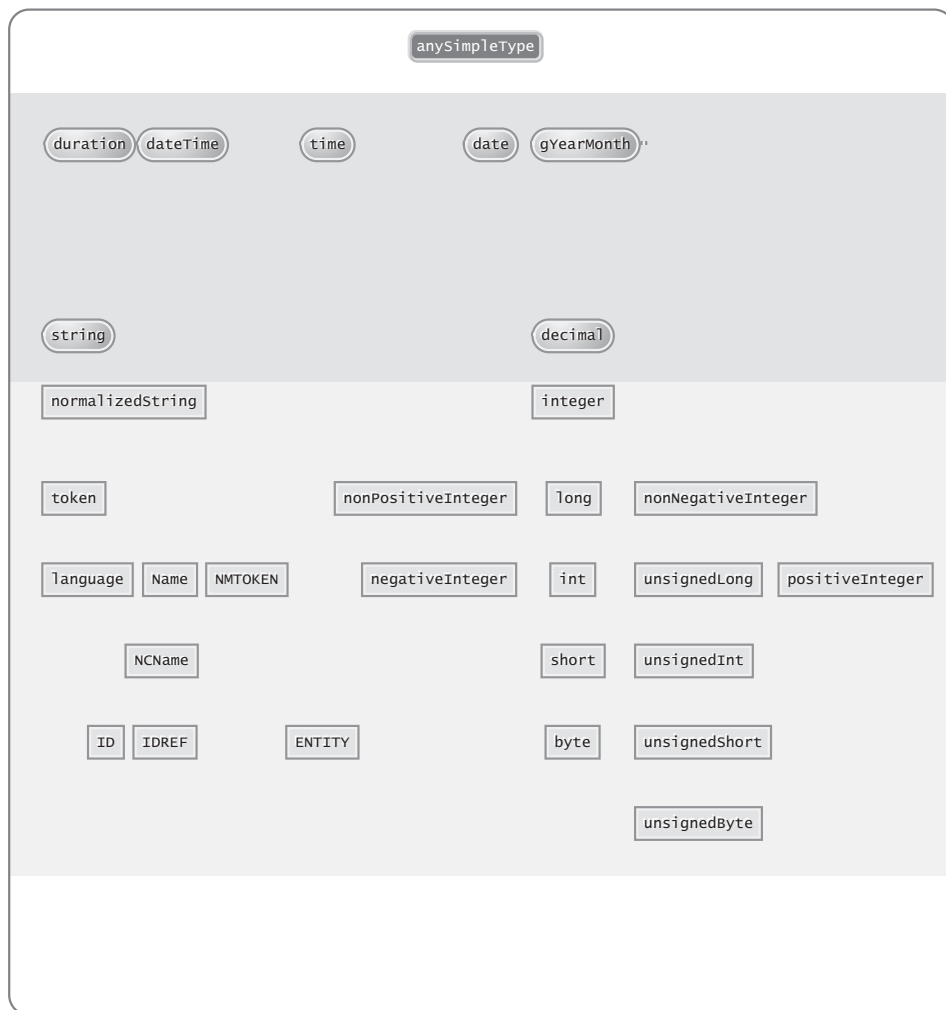 anySimpleType
duration dateTime time date gYearMonth
string decimal
normalizedString integer
token nonPositiveInteger long nonNegativeInteger
language Name NMTOKEN negativeInteger int unsignedLong positiveInteger
NCName short unsignedInt
ID IDREF ENTITY byte unsignedShort
unsignedByte